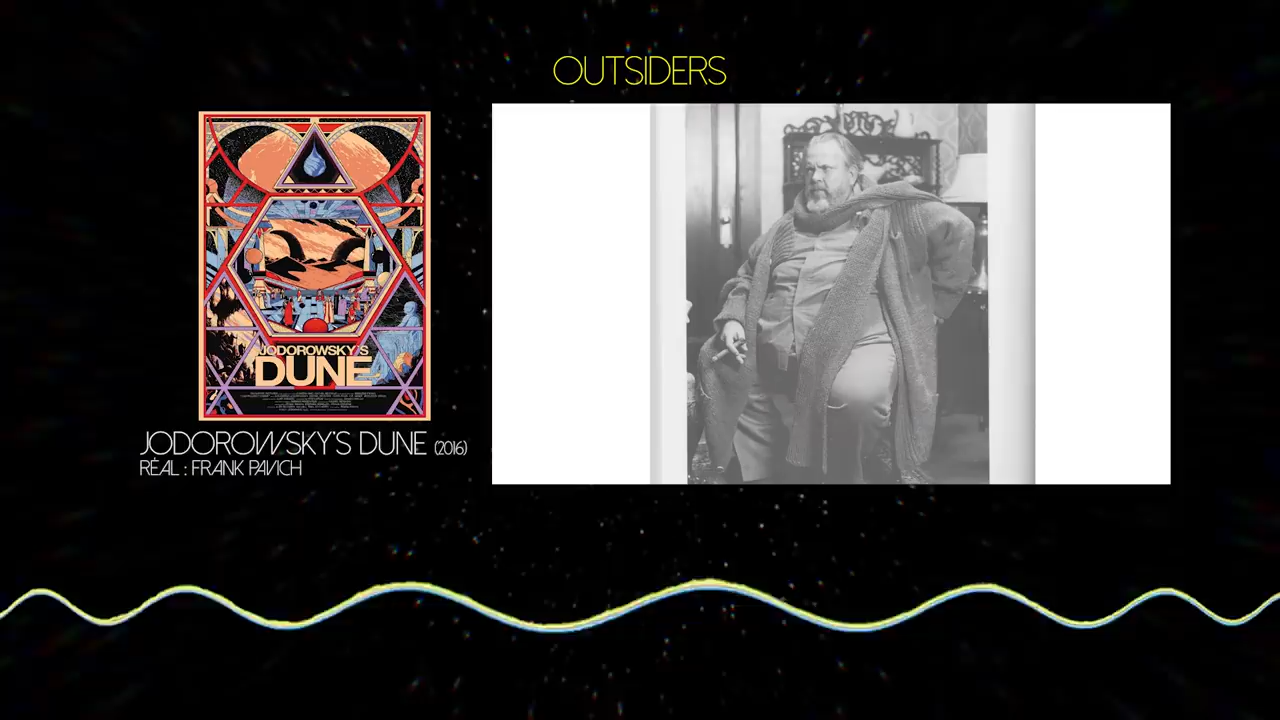 OUTSIDERS
JODOROWSKY'S
DUNE
JODOROWSKY'S DUNE (2016)
RÉAL : FRANK PAVICH